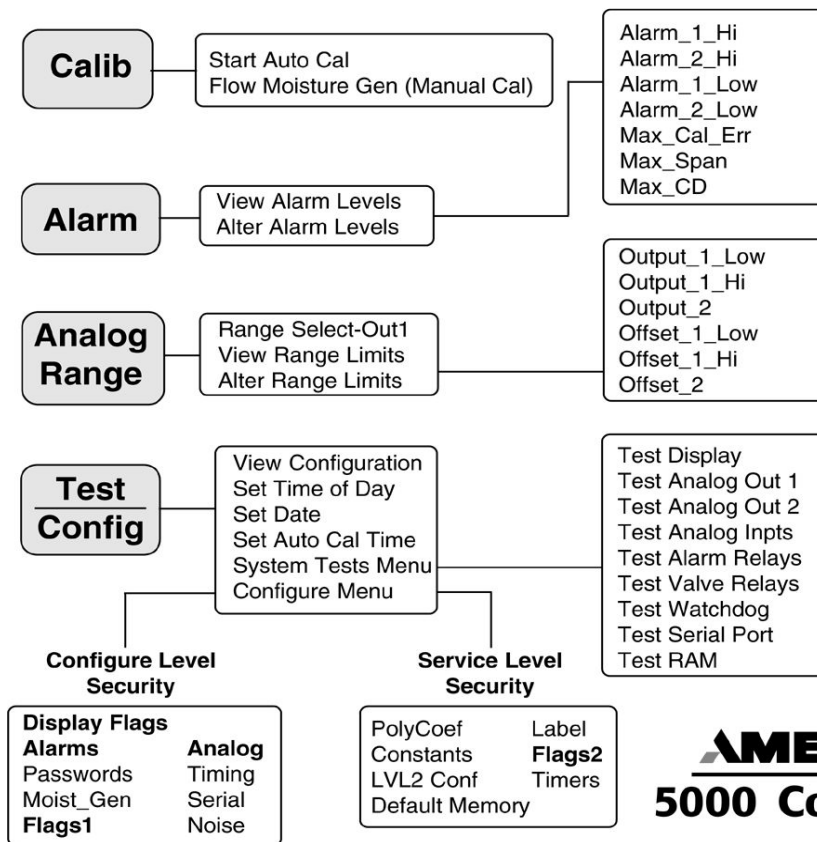 Calib
Start Auto Cal
Flow Moisture Gen (Manual Cal)
Alarm_1_Hi
Alarm_2_Hi
Alarm_1_Low
Alarm_2_Low
Max_Cal_Err
Max_Span
Max_CD
Alarm
View Alarm Levels
Alter Alarm Levels
Analog
Range
Range Select-Out1
View Range Limits
Alter Range Limits
Output_1_Low
Output_1_Hi
Output_2
Offset_1_Low
Offset_1_Hi
Offset_2
Test
Config
View Configuration
Set Time of Day
Set Date
Set Auto Cal Time
System Tests Menu
Configure Menu
Test Display
Test Analog Out 1
Test Analog Out 2
Test Analog Inpts
Test Alarm Relays
Test Valve Relays
Test Watchdog
Test Serial Port
Test RAM
Configure Level
Security
Display Flags
Alarms Analog
Passwords Timing
Moist_Gen Serial
Flags1 Noise
Service Level
Security
PolyCoef Label
Constants Flags2
LVL2 Conf Timers
Default Memory
AME
5000 Co